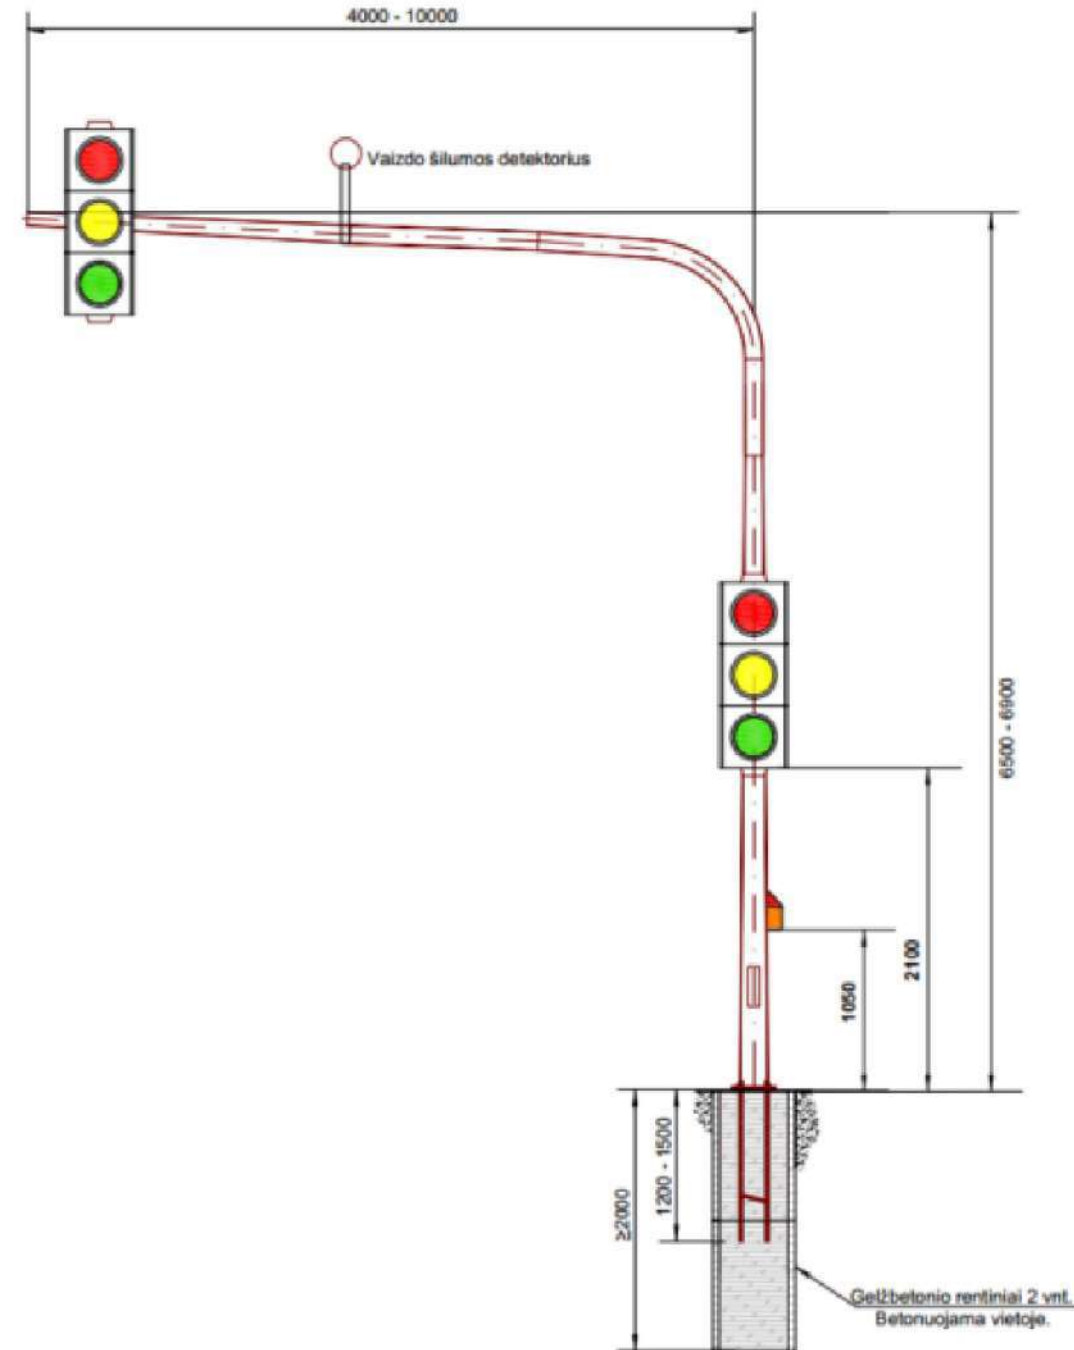 4000 - 10000
Vaizdo šilumos detektorius
6500 - 6900
2100
1050
1200 - 1500
≥2000
Gelžbetonio rentiniai 2 vnt.
Betonuojama vietoje.